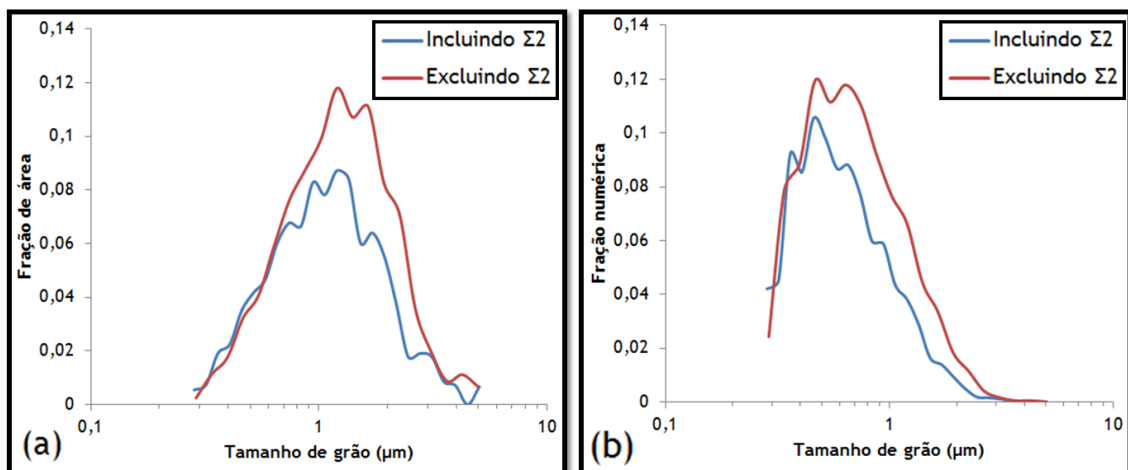 0,14
0,12
0,1
0,08
0,06
0,04
0,02
0
Fração de àrea
Incluindo Σ2
Excluindo Σ2
0,1
1
10
Tamanho de grão (µm)
(a)
0,14
0,12
0,1
0,08
0,06
0,04
0,02
0
Fração numérica
Incluindo Σ2
Excluindo Σ2
0,1
1
10
Tamanho de grão (µm)
(b)